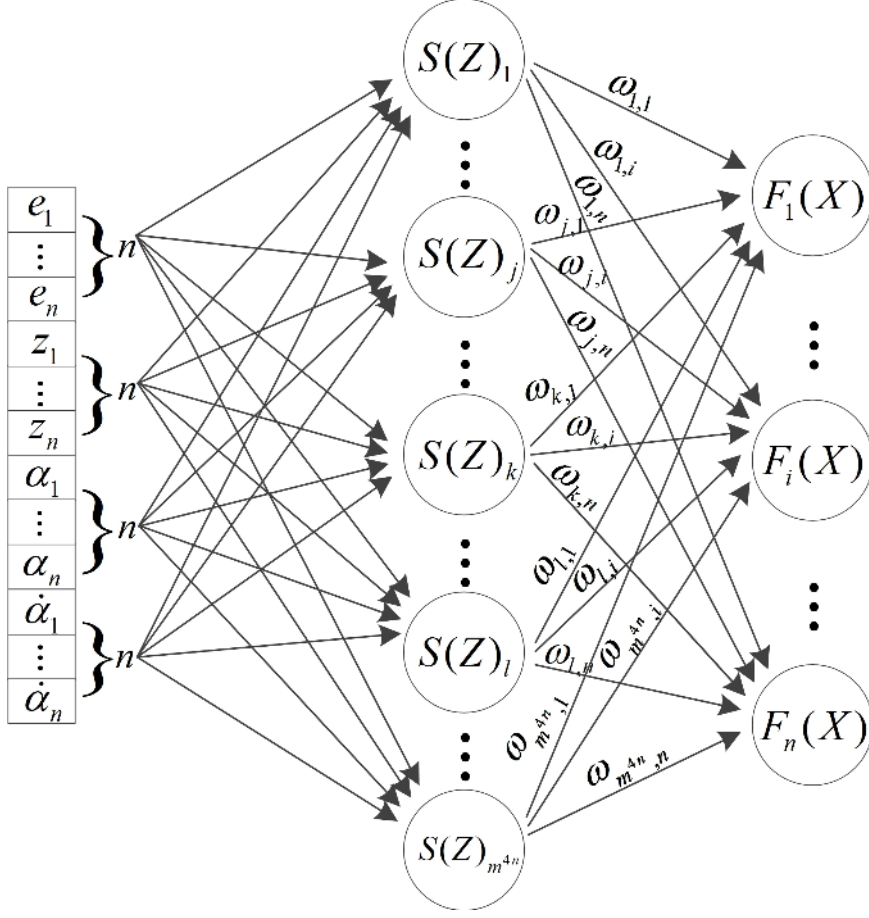 e_1
⋮
e_n
z_1
⋮
z_n
α_1
⋮
α_n
α̇_1
⋮
α̇_n
} n
} n
} n
} n
S(Z)_1
⋮
S(Z)_j
⋮
S(Z)_k
⋮
S(Z)_l
⋮
S(Z)_{m^{4n}}
ω_{1,1}
ω_{1,i}
ω_{1,n}
ω_{j,1}
ω_{j,i}
ω_{j,n}
ω_{k,1}
ω_{k,i}
ω_{k,n}
ω_{l,1}
ω_{l,i}
ω_{l,n}
ω_{m^{4n},1}
ω_{m^{4n},i}
ω_{m^{4n},n}
F_1(X)
⋮
F_i(X)
⋮
F_n(X)